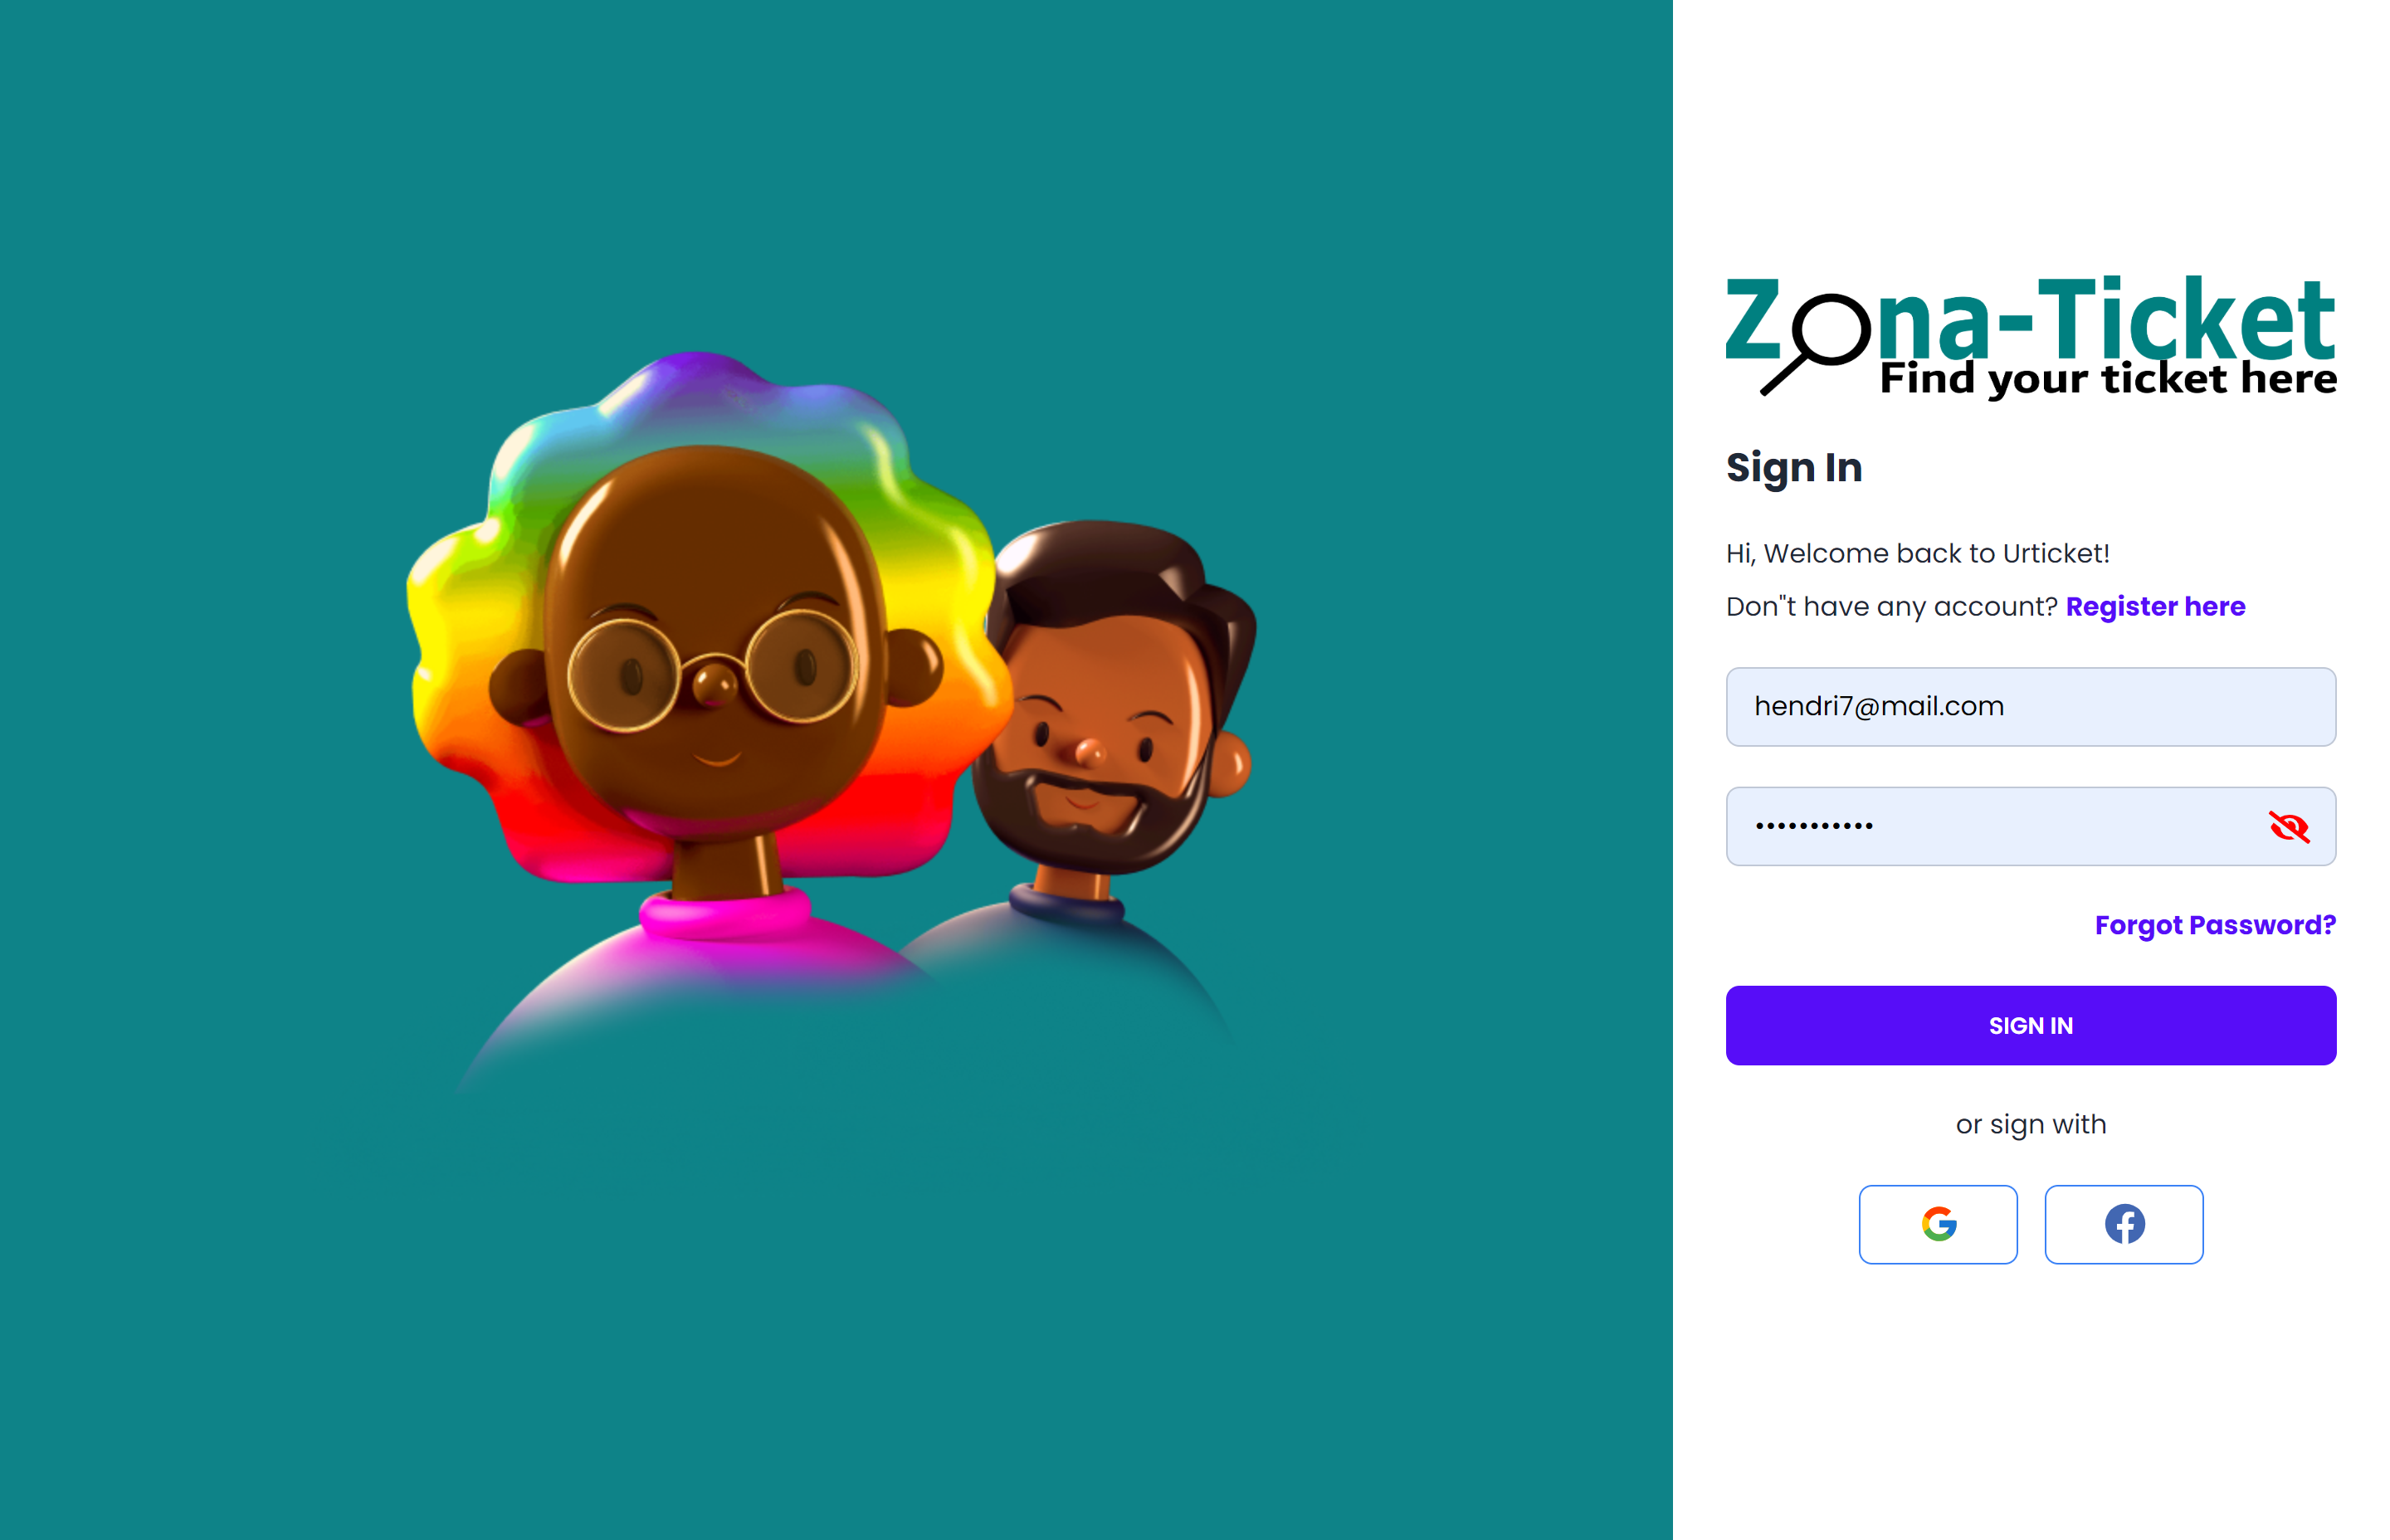 Zona-Ticket
Find your ticket here
Sign In
Hi, Welcome back to Urticket!
Don"t have any account? Register here
hendri7@mail.com
•••••••••••
Forgot Password?
SIGN IN
or sign with